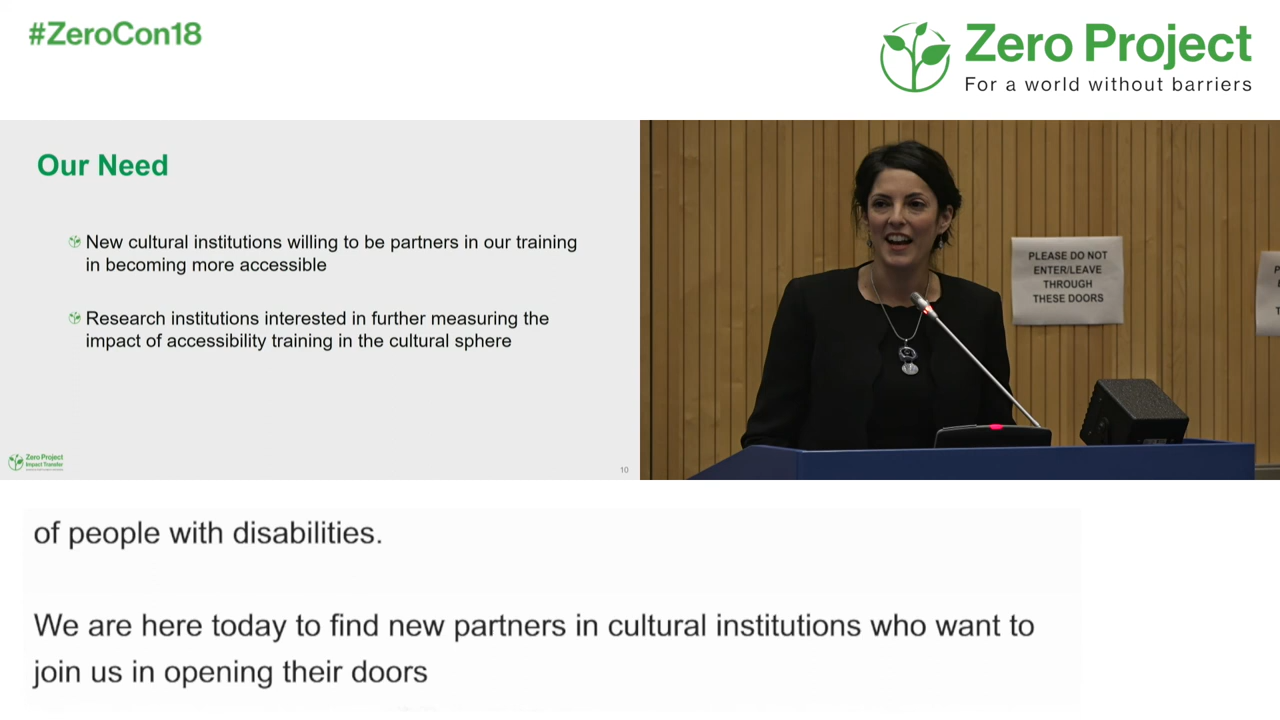 #ZeroCon18
Zero Project
For a world without barriers
Our Need
New cultural institutions willing to be partners in our training
in becoming more accessible
Research institutions interested in further measuring the
impact of accessibility training in the cultural sphere
Zero Project
Impact Transfer
10
PLEASE DO NOT
ENTER/LEAVE
THROUGH
THESE DOORS
of people with disabilities.
We are here today to find new partners in cultural institutions who want to
join us in opening their doors